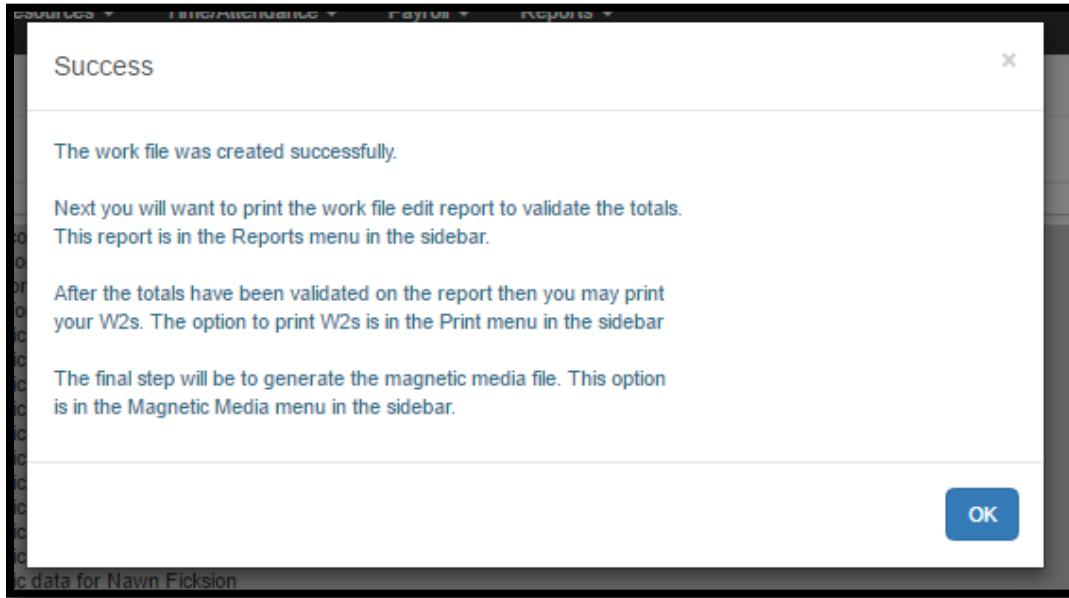 Time/Attendance Payroll Reports
Success
×
The work file was created successfully.
Next you will want to print the work file edit report to validate the totals.
This report is in the Reports menu in the sidebar.
After the totals have been validated on the report then you may print
your W2s. The option to print W2s is in the Print menu in the sidebar
The final step will be to generate the magnetic media file. This option
is in the Magnetic Media menu in the sidebar.
OK
data for Nawn Ficksion